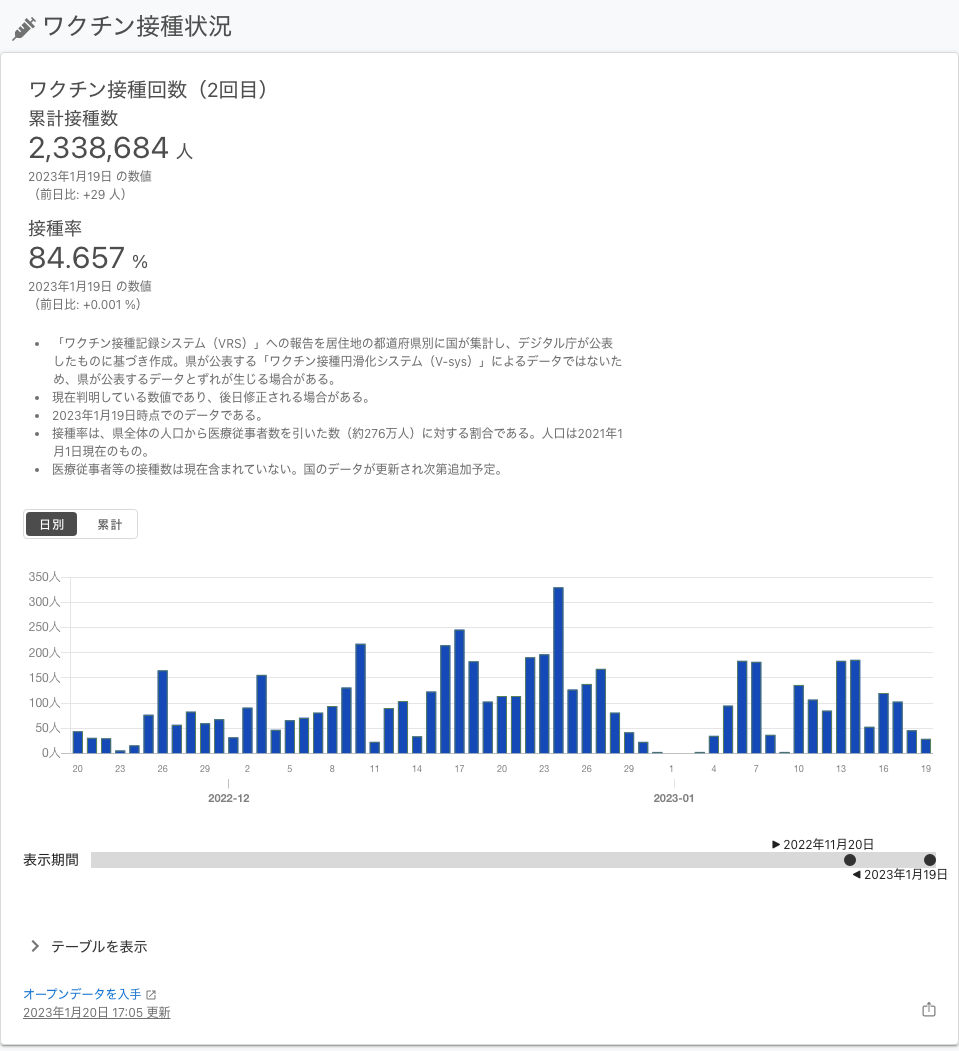 ワクチン接種状況
ワクチン接種回数（2回目）
累計接種数
2,338,684 人
2023年1月19日 の数値
（前日比: +29 人）
接種率
84.657 %
2023年1月19日 の数値
（前日比: +0.001 %）
• 「ワクチン接種記録システム（VRS）」への報告を居住地の都道府県別に国が集計し、デジタル庁が公表
したものに基づき作成。県が公表する「ワクチン接種円滑化システム（V-sys）」によるデータではないた
め、県が公表するデータとずれが生じる場合がある。
• 現在判明している数値であり、後日修正される場合がある。
• 2023年1月19日時点でのデータである。
• 接種率は、県全体の人口から医療従事者数を引いた数（約276万人）に対する割合である。人口は2021年1
月1日現在のもの。
• 医療従事者等の接種数は現在含まれていない。国のデータが更新され次第追加予定。
日別 累計
350人
300人
250人
200人
150人
100人
50人
0人
20 23 26 29 2 5 8 11 14 17 20 23 26 29 1 4 7 10 13 16 19
2022-12 2023-01
▶ 2022年11月20日
表示期間
◀ 2023年1月19日
テーブルを表示
オープンデータを入手
2023年1月20日 17:05 更新